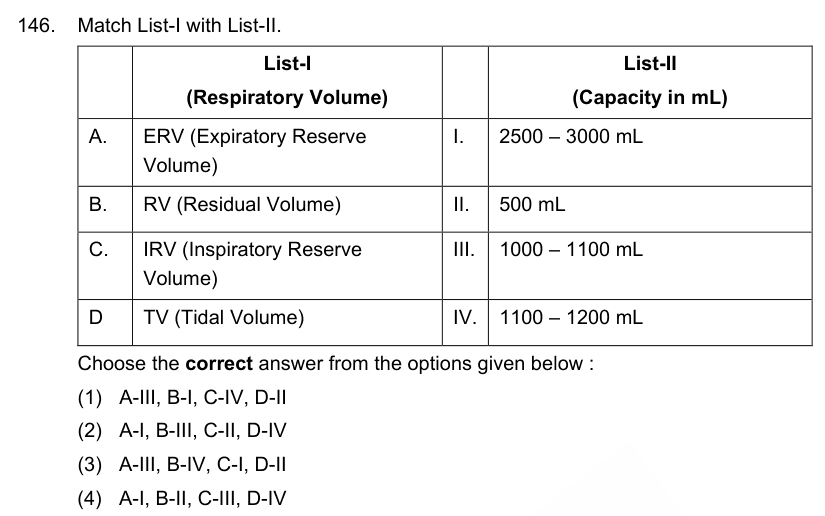 146. Match List-I with List-II.
List-I
(Respiratory Volume)
List-II
(Capacity in mL)
A. ERV (Expiratory Reserve
Volume)
I. 2500 – 3000 mL
B. RV (Residual Volume)
II. 500 mL
C. IRV (Inspiratory Reserve
Volume)
III. 1000 – 1100 mL
D TV (Tidal Volume)
IV. 1100 – 1200 mL
Choose the correct answer from the options given below :
(1) A-III, B-I, C-IV, D-II
(2) A-I, B-III, C-II, D-IV
(3) A-III, B-IV, C-I, D-II
(4) A-I, B-II, C-III, D-IV